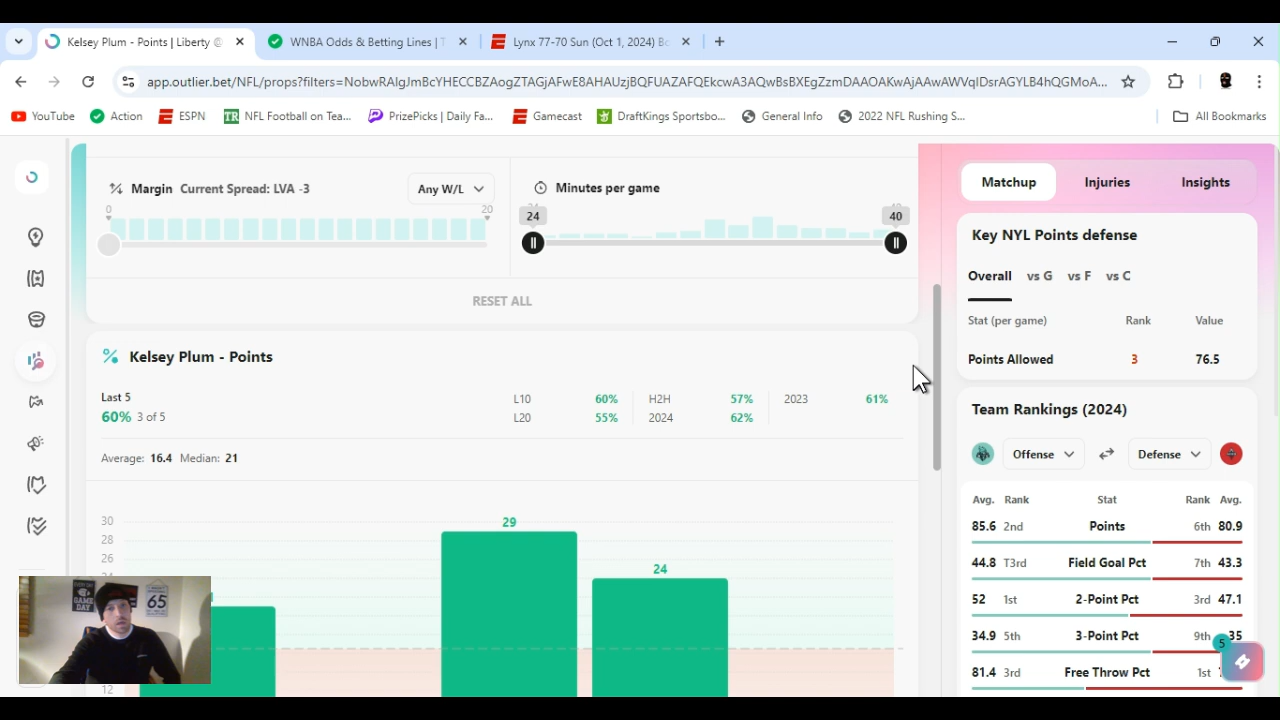 Kelsey Plum - Points | Liberty @
WNBA Odds & Betting Lines | T
Lynx 77-70 Sun (Oct 1, 2024) Bo
app.outlier.bet/NFL/props?filters=
YouTube Action ESPN NFL Football on Tea... PrizePicks | Daily Fa... Gamecast DraftKings Sportsbo... General Info 2022 NFL Rushing S... All Bookmarks
Margin Current Spread: LVA -3 Any W/L
0 20
Minutes per game
24 40
RESET ALL
Kelsey Plum - Points
Last 5
60% 3 of 5
L10 60% H2H 57% 2023 61%
L20 55% 2024 62%
Average: 16.4 Median: 21
30
28
26
12
29
24
GAME DAY
65
Matchup Injuries Insights
Key NYL Points defense
Overall vs G vs F vs C
Stat (per game) Rank Value
Points Allowed 3 76.5
Team Rankings (2024)
Offense Defense
Avg. Rank Stat Rank Avg.
85.6 2nd Points 6th 80.9
44.8 T3rd Field Goal Pct 7th 43.3
52 1st 2-Point Pct 3rd 47.1
34.9 5th 3-Point Pct 9th 35
5
81.4 3rd Free Throw Pct 1st